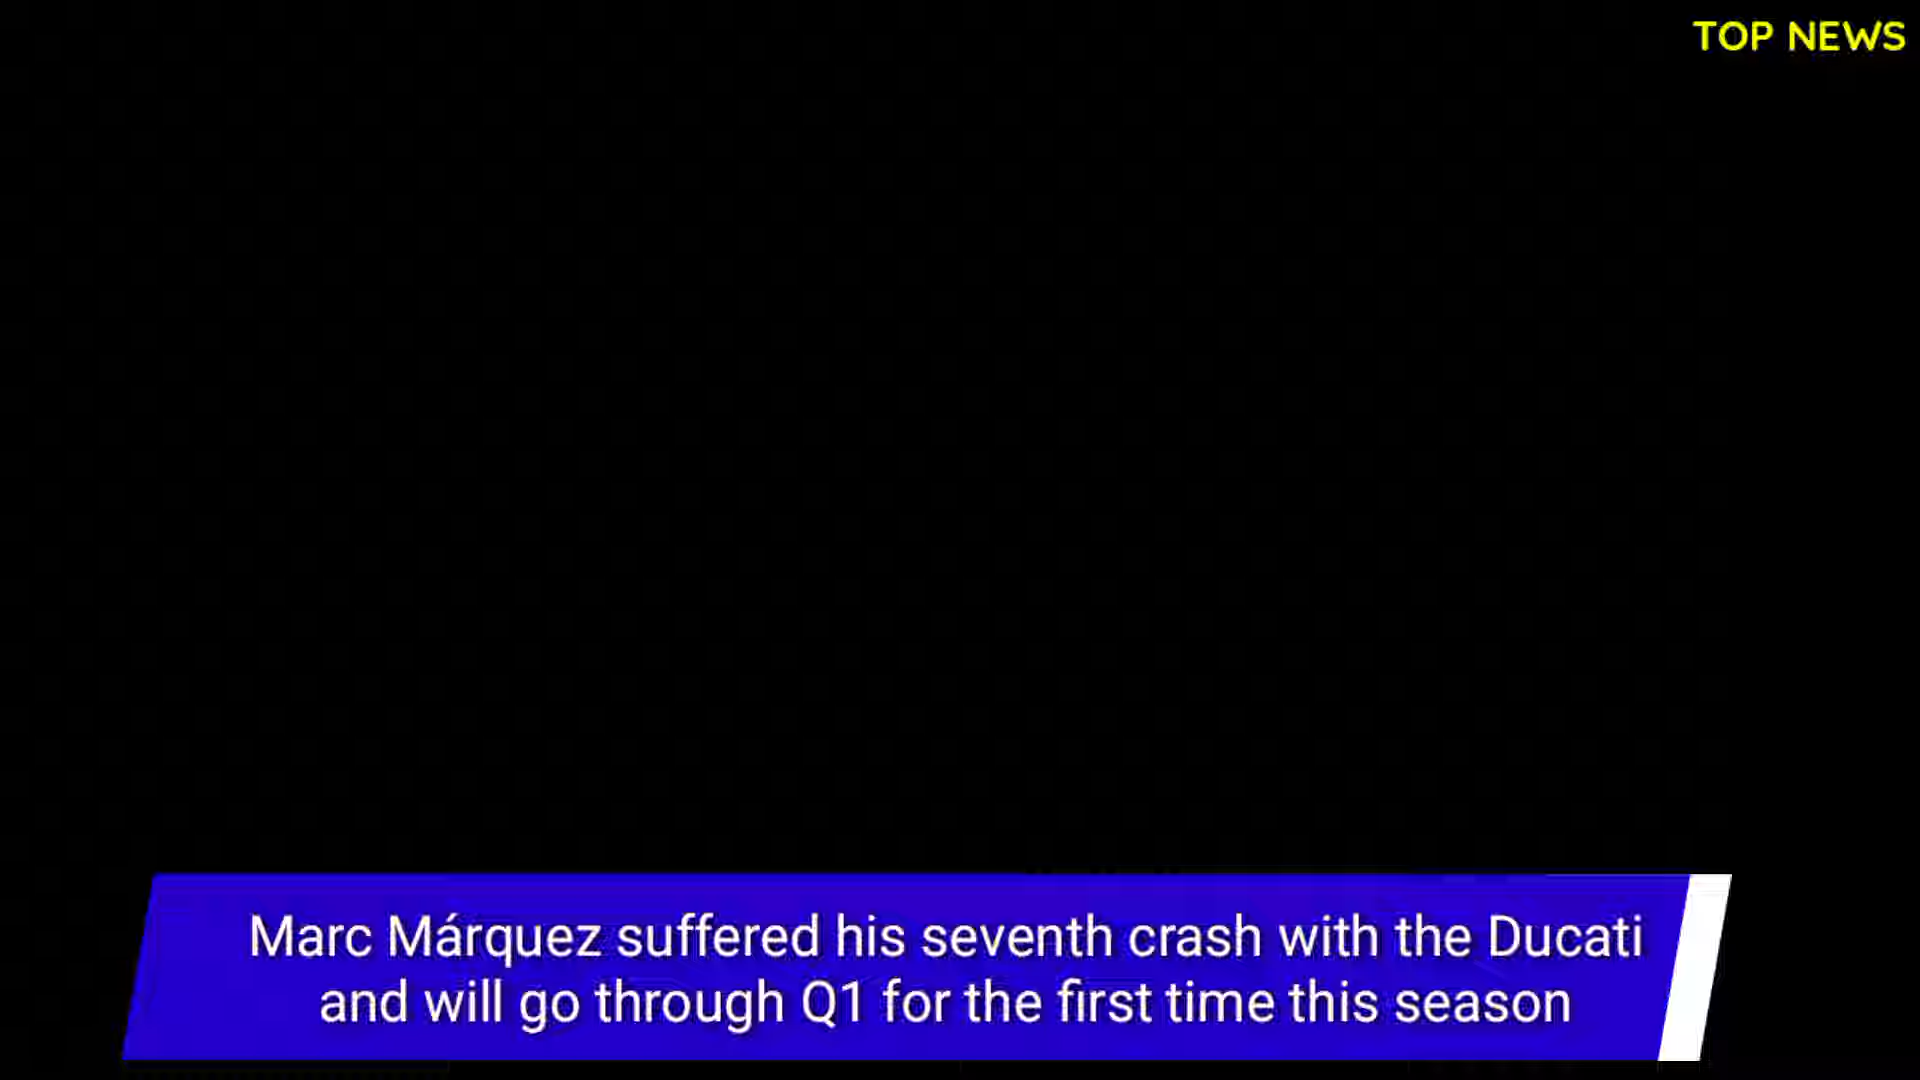 TOP NEWS
Marc Márquez suffered his seventh crash with the Ducati
and will go through Q1 for the first time this season